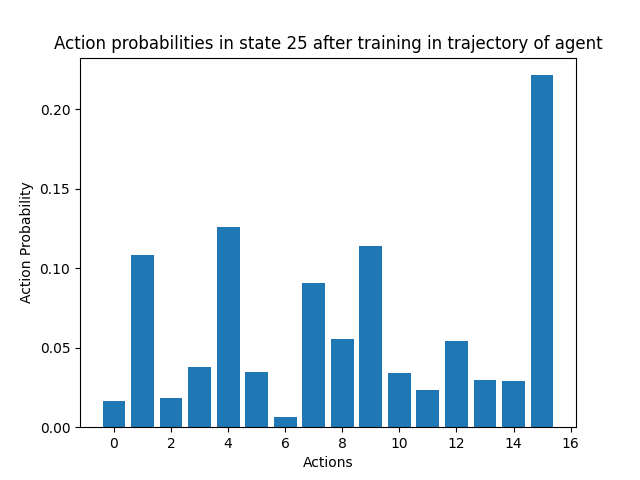 Action probabilities in state 25 after training in trajectory of agent
Action Probability
0.20
0.15
0.10
0.05
0.00
0 2 4 6 8 10 12 14 16
Actions